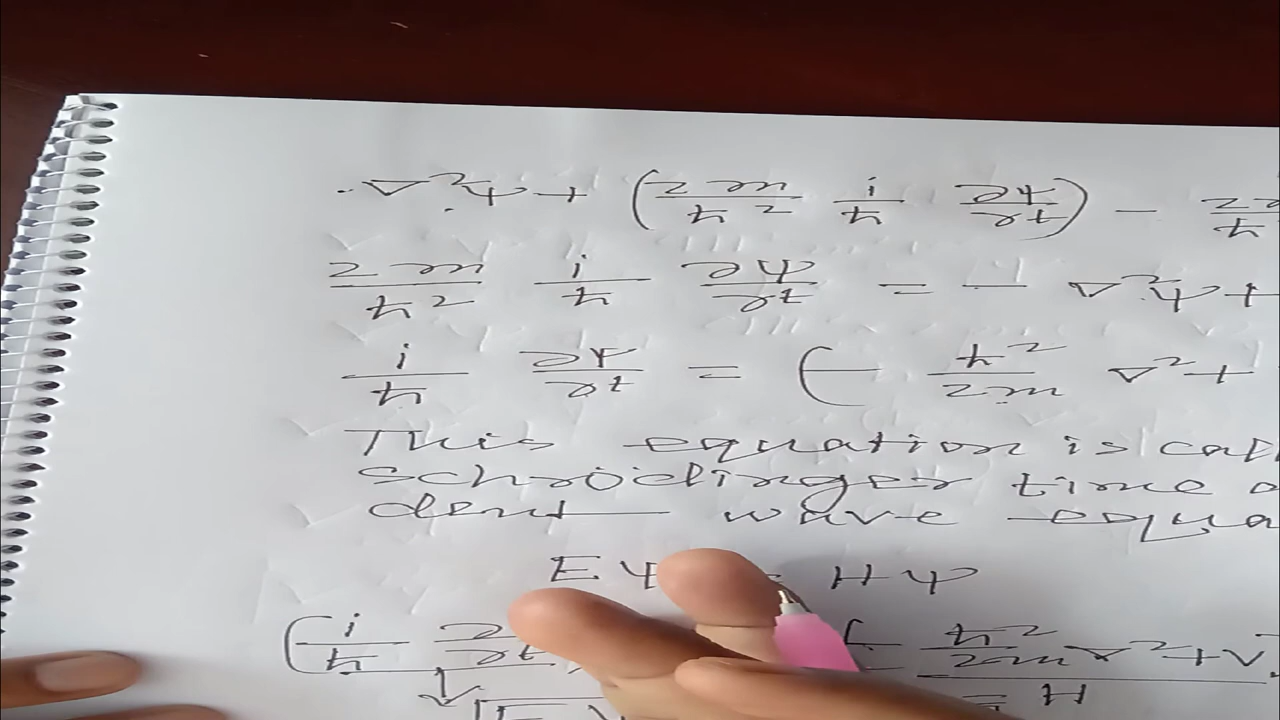 ∇²ψ + (2m/ħ² i/ħ ∂ψ/∂t) −
2m/ħ² i/ħ ∂ψ/∂t = − ∇²ψ +
i/ħ ∂ψ/∂t = (− ħ²/2m ∇² +
This equation is call
schrödinger time
dent wave equa
Eψ = Hψ
(i/ħ ∂/∂t ħ²/2m ∇² + V
= H